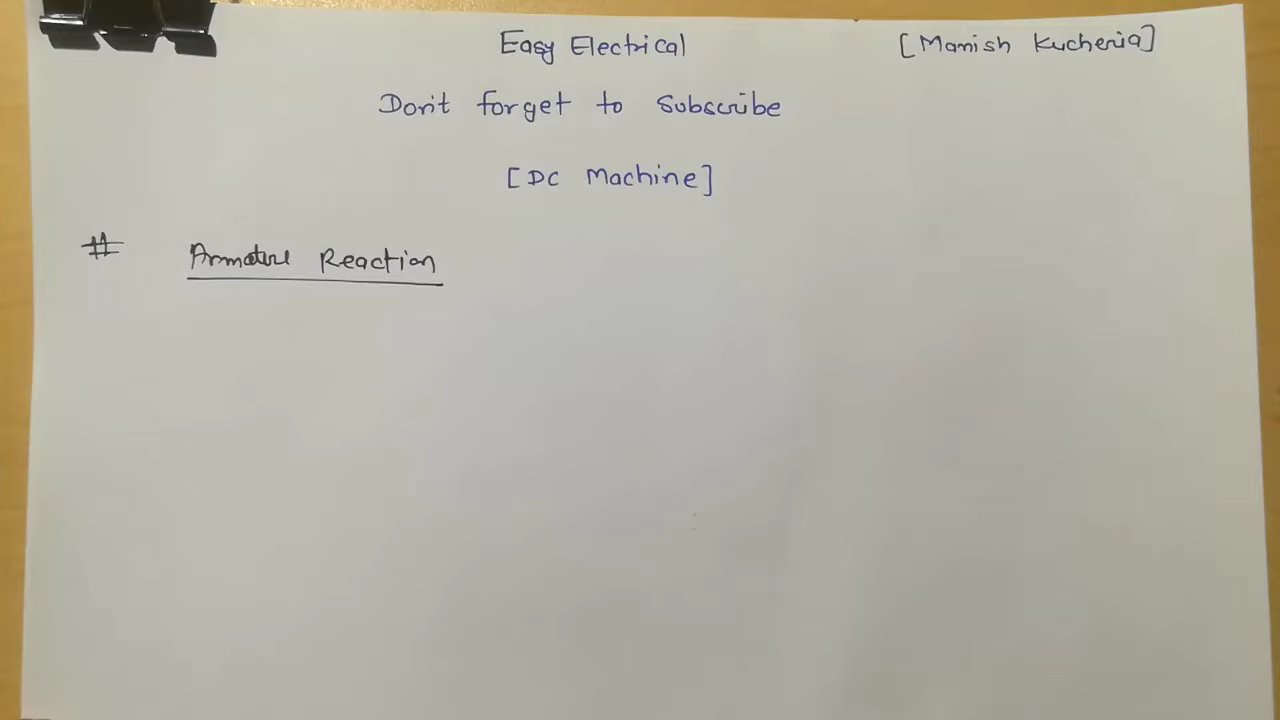 Easy Electrical [Manish Kucheria]
Don't forget to Subscribe
[DC Machine]
# Armature Reaction